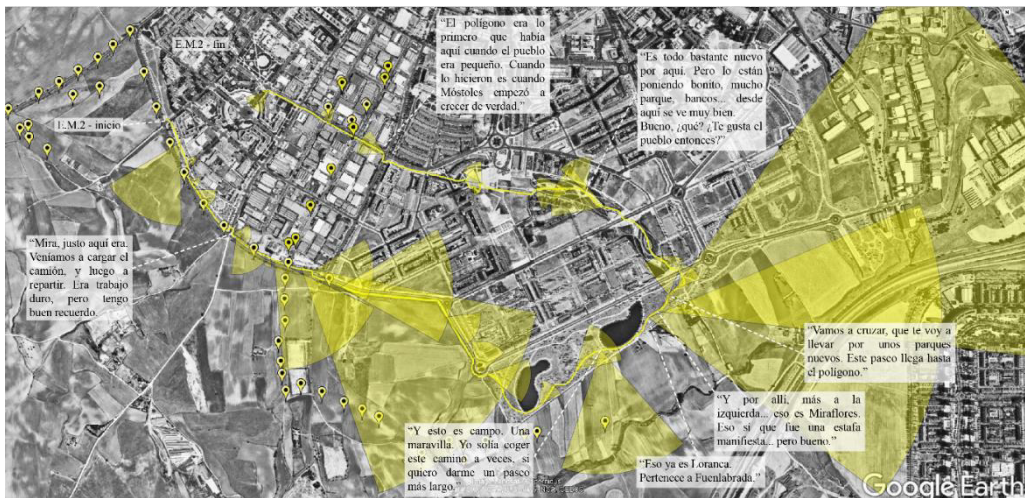 E.M.2 - fin
“El polígono era lo
primero que había
aquí cuando el pueblo
era pequeño. Cuando
lo hicieron es cuando
Móstoles empezó a
crecer de verdad.”
“Es todo bastante nuevo
por aquí. Pero lo están
poniendo bonito, mucho
parque, bancos... desde
aquí se ve muy bien.
Bueno, ¿qué? ¿Te gusta el
pueblo entonces?”
E.M.2 - inicio
“Mira, justo aquí era.
Veníamos a cargar el
camión, y luego a
repartir. Era trabajo
duro, pero tengo
buen recuerdo.
“Vamos a cruzar, que te voy a
llevar por unos parques
nuevos. Este paseo llega hasta
el polígono.”
“Y por allí, más a la
izquierda... eso es Miraflores.
Eso sí que fue una estafa
manifiesta... pero bueno.”
“Y esto es campo. Una
maravilla. Yo solía coger
este camino a veces, si
quiero darme un paseo
más largo.”
“Eso ya es Loranca.
Pertenece a Fuenlabrada.”
Google Earth